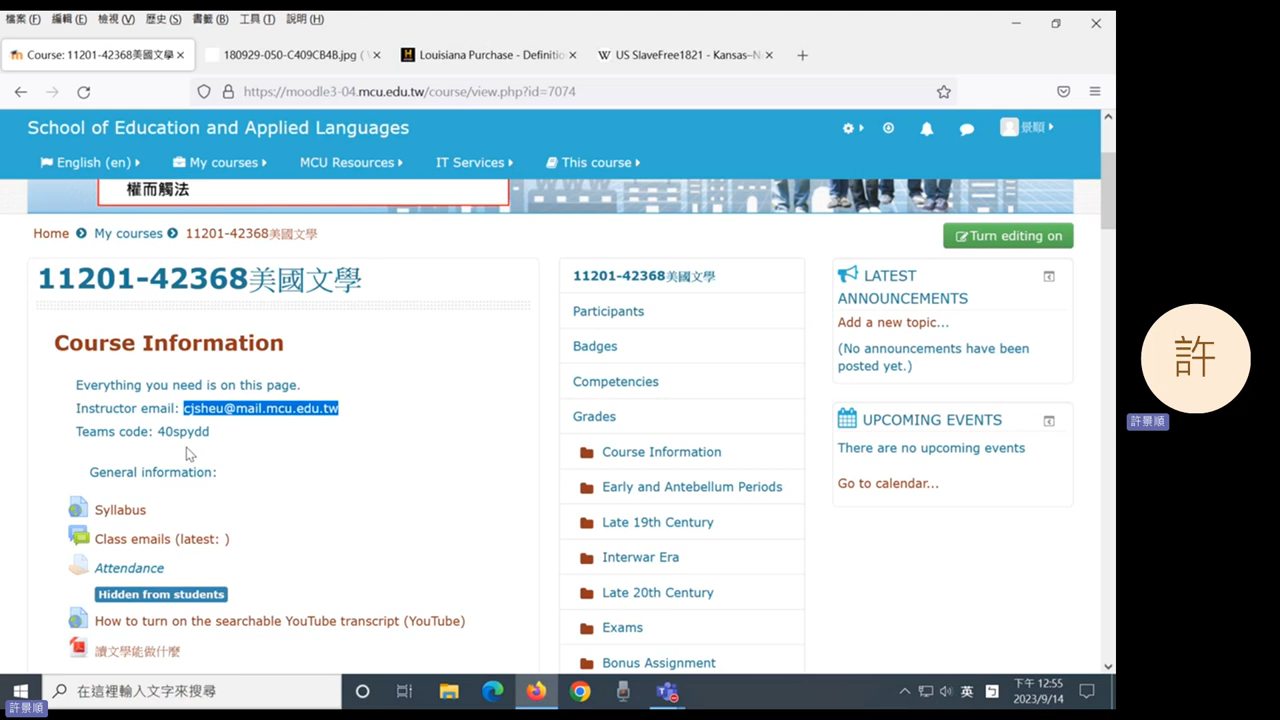 檔案 (F) 編輯 (E) 檢視 (V) 歷史 (S) 書籤 (B) 工具 (T) 說明 (H)
Course: 11201-42368美國文學
180929-050-C409CB4B.jpg (
Louisiana Purchase - Definitio
US SlaveFree1821 - Kansas–N
https://moodle3-04.mcu.edu.tw/course/view.php?id=7074
School of Education and Applied Languages
景順
English (en)
My courses
MCU Resources
IT Services
This course
權而觸法
Home My courses 11201-42368美國文學
Turn editing on
11201-42368美國文學
Course Information
Everything you need is on this page.
Instructor email: cjsheu@mail.mcu.edu.tw
Teams code: 40spydd
General information:
Syllabus
Class emails (latest: )
Attendance
Hidden from students
How to turn on the searchable YouTube transcript (YouTube)
讀文學能做什麼
11201-42368美國文學
Participants
Badges
Competencies
Grades
Course Information
Early and Antebellum Periods
Late 19th Century
Interwar Era
Late 20th Century
Exams
Bonus Assignment
LATEST
ANNOUNCEMENTS
Add a new topic...
(No announcements have been
posted yet.)
UPCOMING EVENTS
There are no upcoming events
Go to calendar...
許
許景順
在這裡輸入文字來搜尋
英
下午 12:55
2023/9/14
許景順